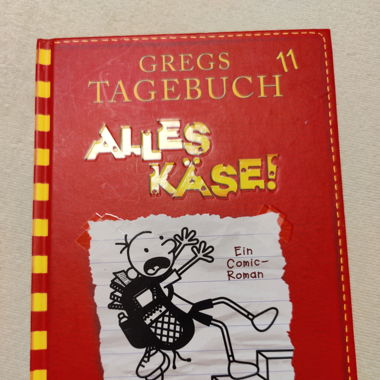 GREGS
TAGEBUCH 11
ALLES
KÄSE!
Ein
Comic-
Roman